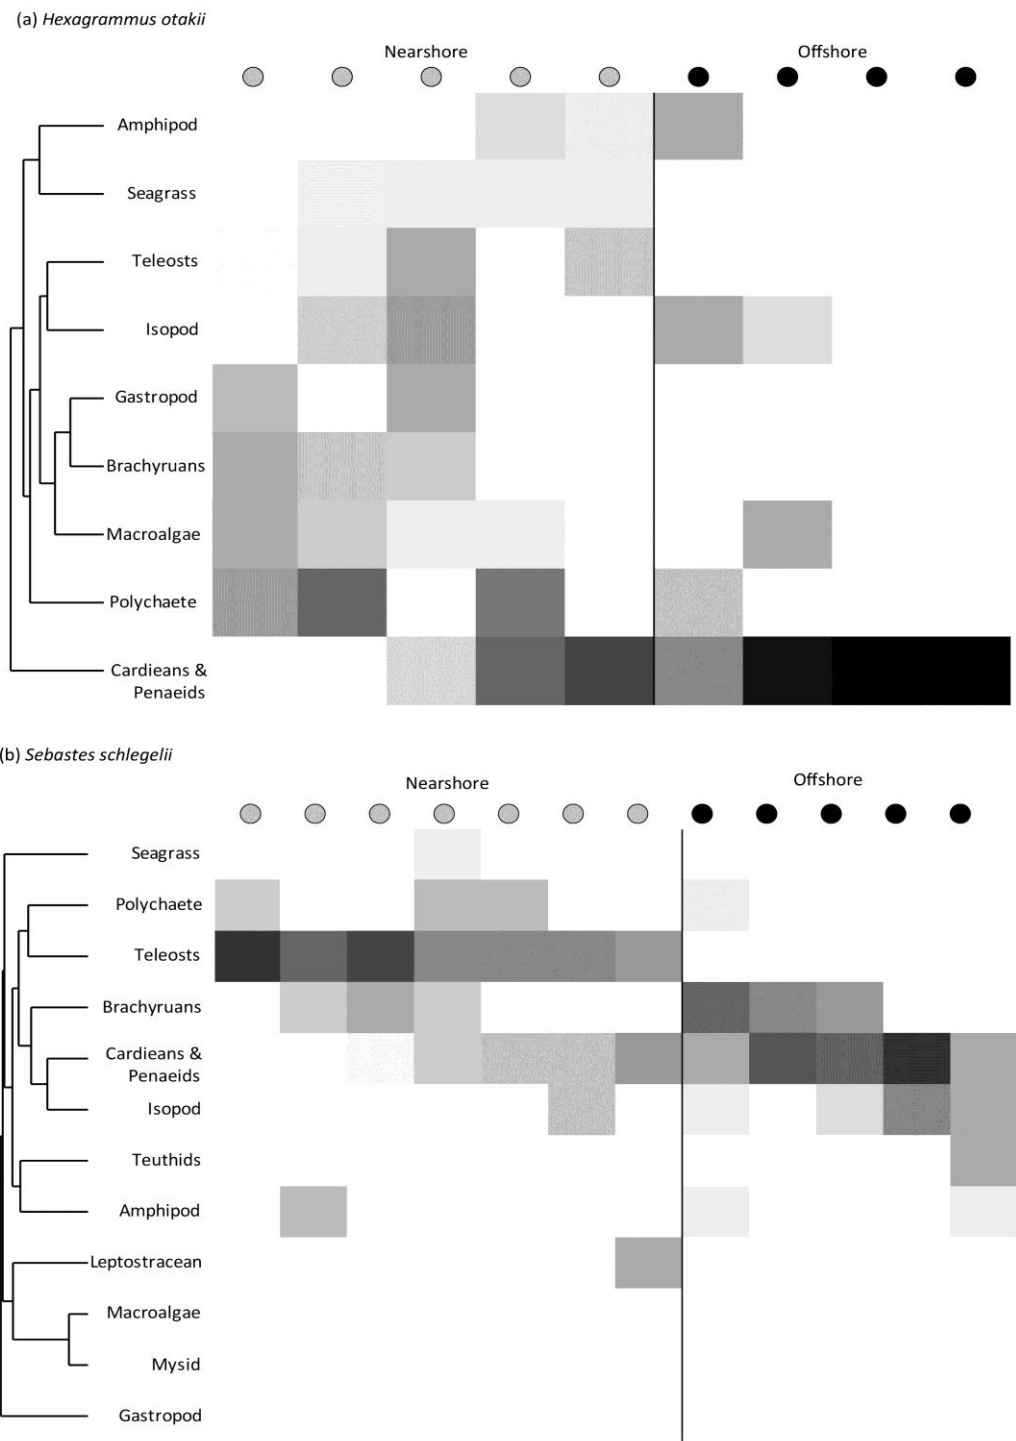 (a) Hexagrammus otakii
Nearshore
Offshore
Amphipod
Seagrass
Teleosts
Isopod
Gastropod
Brachyruans
Macroalgae
Polychaete
Cardieans &
Penaeids
(b) Sebastes schlegelii
Nearshore
Offshore
Seagrass
Polychaete
Teleosts
Brachyruans
Cardieans &
Penaeids
Isopod
Teuthids
Amphipod
Leptostracean
Macroalgae
Mysid
Gastropod